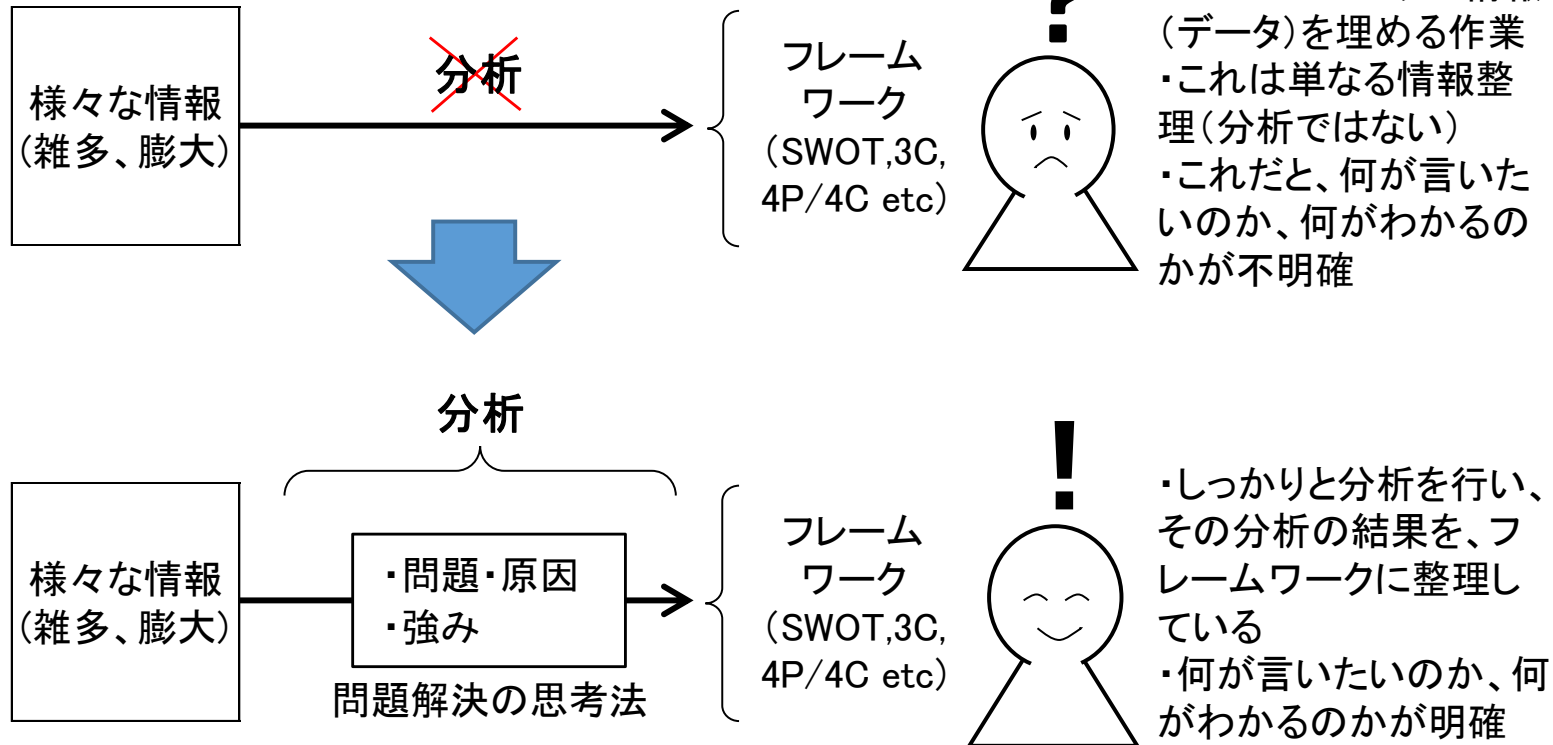 様々な情報
(雑多、膨大)
分析
フレーム
ワーク
(SWOT,3C,
4P/4C etc)
?
(データ)を埋める作業
・これは単なる情報整
理(分析ではない)
・これだと、何が言いた
いのか、何がわかるの
かが不明確
分析
様々な情報
(雑多、膨大)
・問題・原因
・強み
問題解決の思考法
フレーム
ワーク
(SWOT,3C,
4P/4C etc)
!
・しっかりと分析を行い、
その分析の結果を、フ
レームワークに整理し
ている
・何が言いたいのか、何
がわかるのかが明確